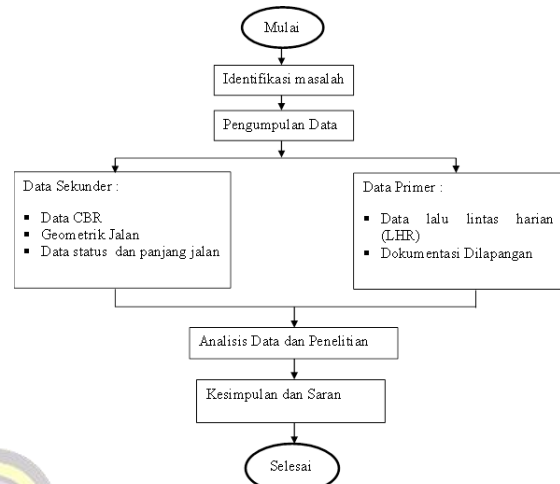 Mulai
Identifikasi masalah
Pengumpulan Data
Data Sekunder :
▪ Data CBR
▪ Geometrik Jalan
▪ Data status dan panjang jalan
Data Primer :
▪ Data lalu lintas harian
(LHR)
▪ Dokumentasi Dilapangan
Analisis Data dan Penelitian
Kesimpulan dan Saran
Selesai